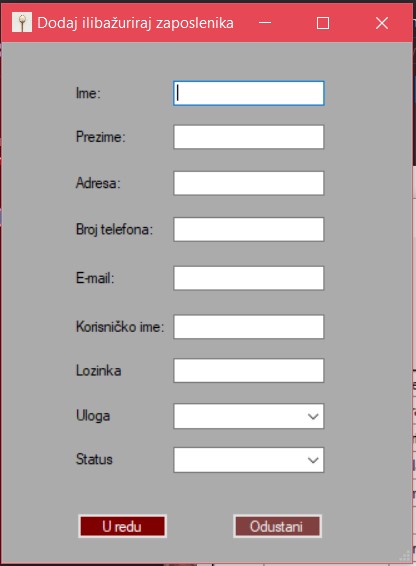 Dodaj ilibažuriraj zaposlenika
Ime:
Prezime:
Adresa:
Broj telefona:
E-mail:
Korisničko ime:
Lozinka
Uloga
Status
U redu
Odustani